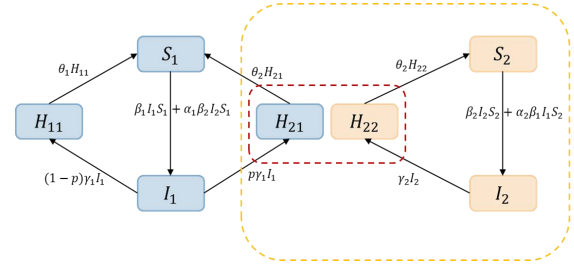 S₁
S₂
θ₁H₁₁
θ₂H₂₁
θ₂H₂₂
β₁I₁S₁ + α₁β₂I₂S₁
β₂I₂S₂ + α₂β₁I₁S₂
H₁₁
H₂₁
H₂₂
(1 − p)γ₁I₁
pγ₁I₁
γ₂I₂
I₁
I₂